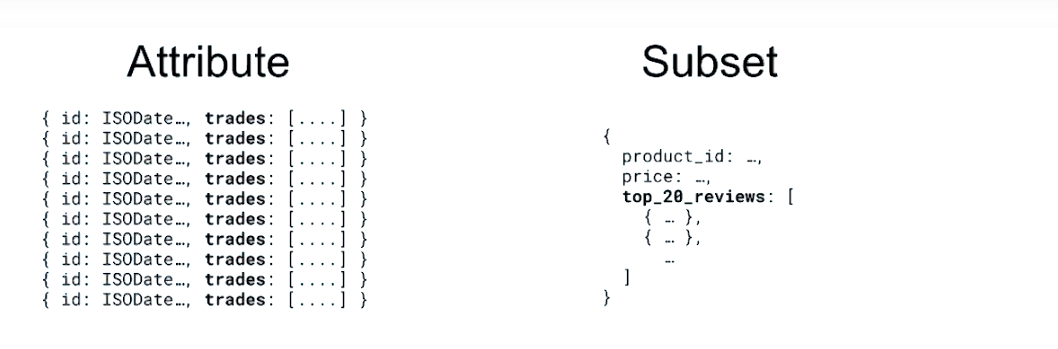 Attribute
{ id: ISODate…, trades: [....] }
{ id: ISODate…, trades: [....] }
{ id: ISODate…, trades: [....] }
{ id: ISODate…, trades: [....] }
{ id: ISODate…, trades: [....] }
{ id: ISODate…, trades: [....] }
{ id: ISODate…, trades: [....] }
{ id: ISODate…, trades: [....] }
{ id: ISODate…, trades: [....] }
{ id: ISODate…, trades: [....] }
Subset
{
product_id: …,
price: …,
top_20_reviews: [
{ … },
{ … },
…
]
}